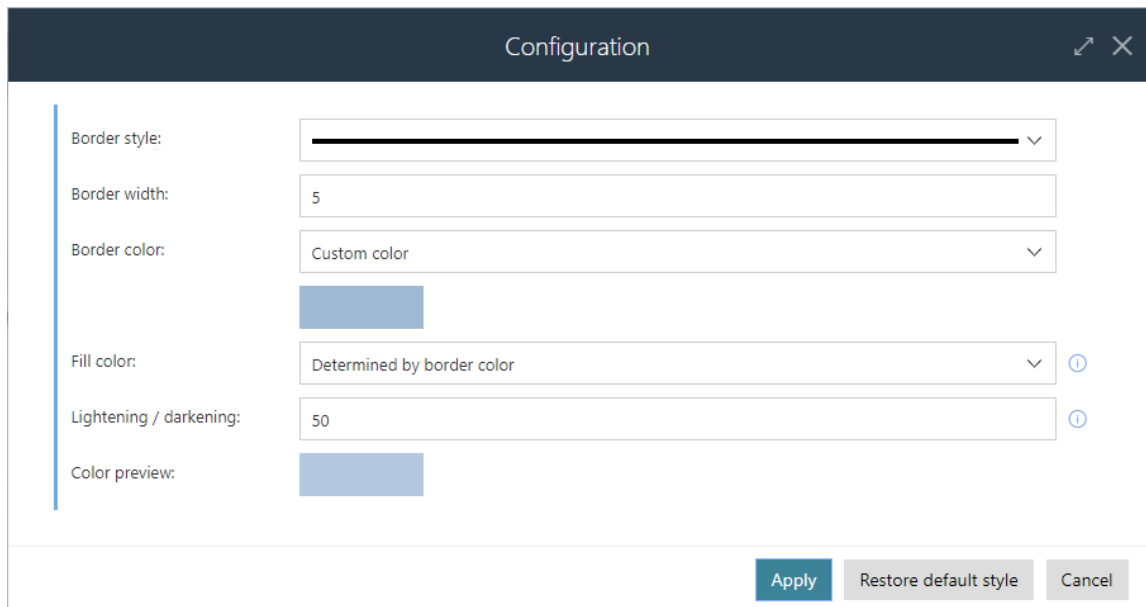 Configuration
Border style:
Border width:
5
Border color:
Custom color
Fill color:
Determined by border color
Lightening / darkening:
50
Color preview:
Apply
Restore default style
Cancel